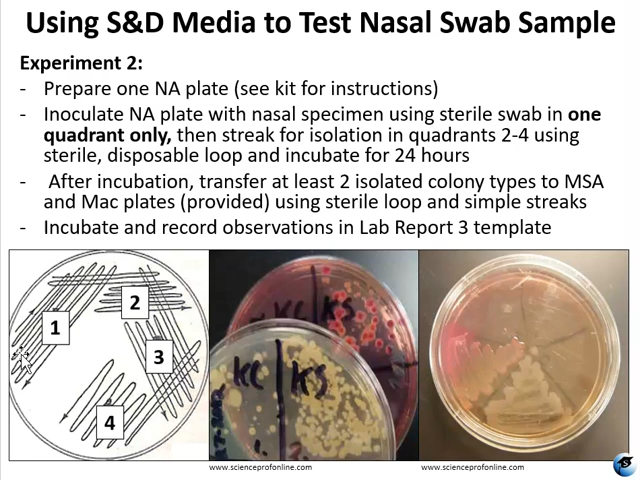 Using S&D Media to Test Nasal Swab Sample
Experiment 2:
- Prepare one NA plate (see kit for instructions)
- Inoculate NA plate with nasal specimen using sterile swab in one
quadrant only, then streak for isolation in quadrants 2-4 using
sterile, disposable loop and incubate for 24 hours
- After incubation, transfer at least 2 isolated colony types to MSA
and Mac plates (provided) using sterile loop and simple streaks
- Incubate and record observations in Lab Report 3 template
1
2
3
4
KC KS
KC KS
www.scienceprofonline.com
www.scienceprofonline.com